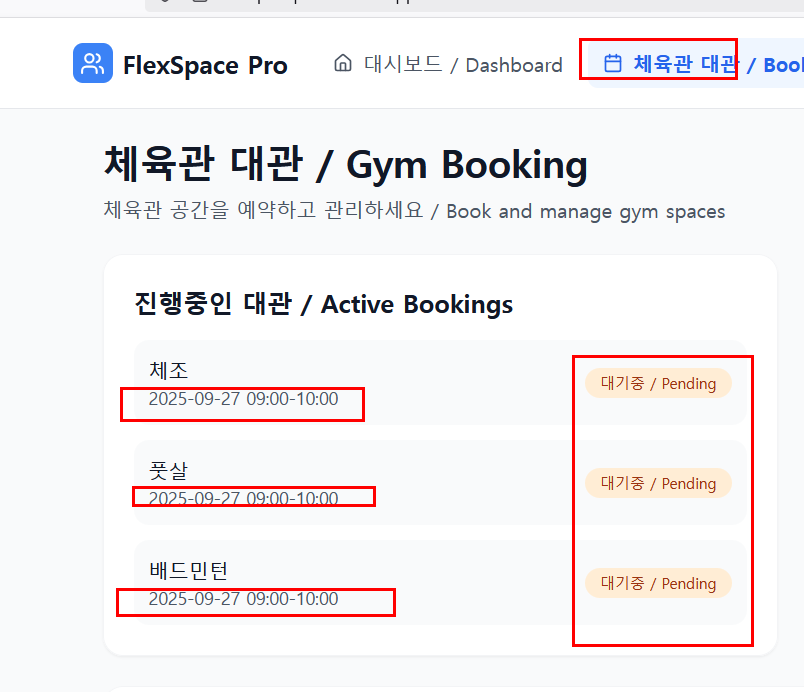 FlexSpace Pro
대시보드 / Dashboard
체육관 대관 / Book
체육관 대관 / Gym Booking
체육관 공간을 예약하고 관리하세요 / Book and manage gym spaces
진행중인 대관 / Active Bookings
체조
2025-09-27 09:00-10:00
대기중 / Pending
풋살
2025-09-27 09:00-10:00
대기중 / Pending
배드민턴
2025-09-27 09:00-10:00
대기중 / Pending